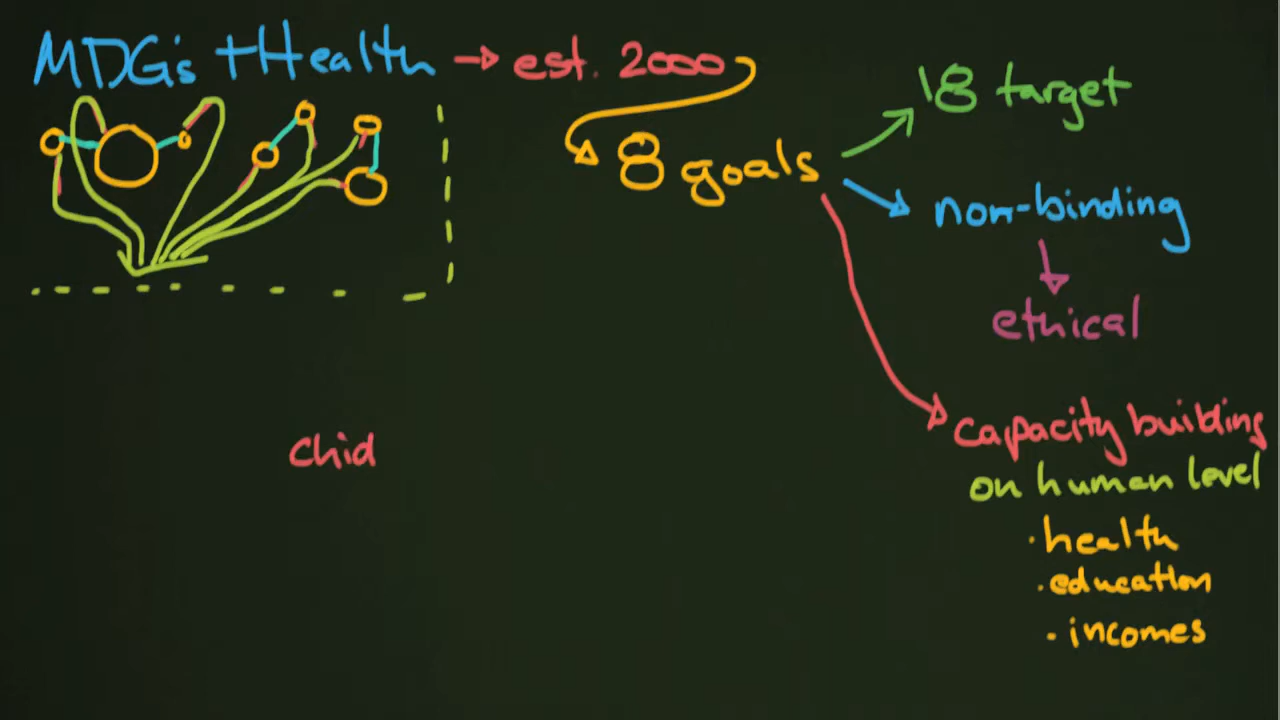 MDG's + Health → est. 2000
8 goals
18 target
non-binding
ethical
capacity building
on human level
· health
· education
· incomes
Chid